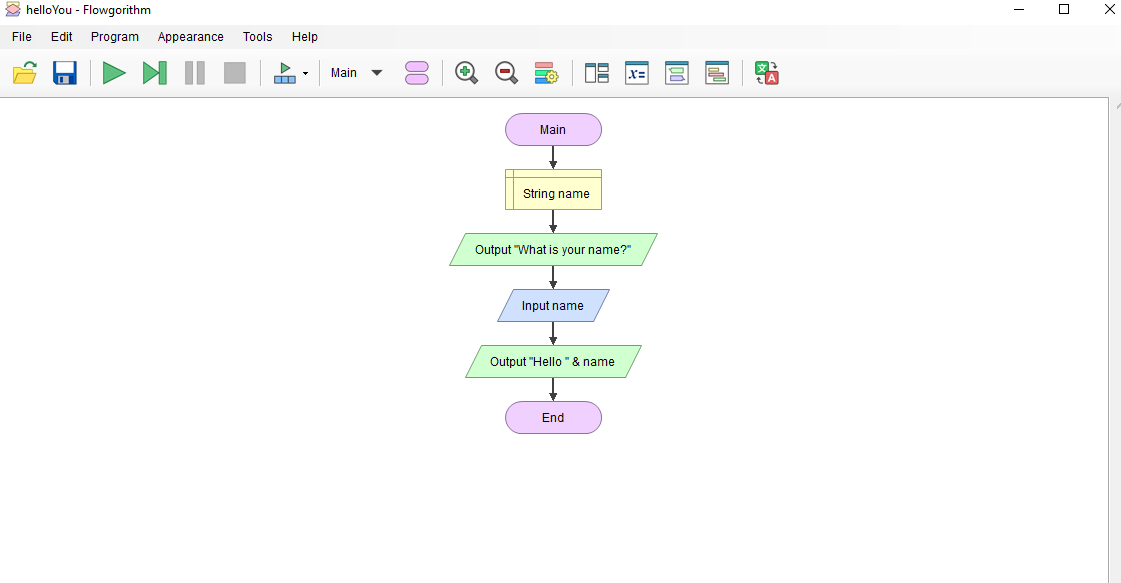 helloYou - Flowgorithm
File Edit Program Appearance Tools Help
Main x= 文 A
Main
String name
Output "What is your name?"
Input name
Output "Hello " & name
End